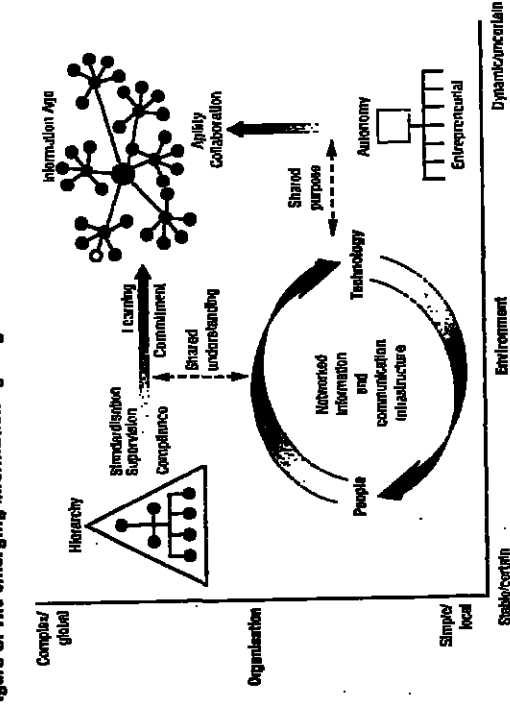 Complex/
global
Organisation
Simple/
local
Stable/certain
Environment
Dynamic/uncertain
Hierarchy
Standardisation
Supervision
Compliance
Learning
Commitment
Shared
understanding
Information Age
Agility
Collaboration
Shared
purpose
Autonomy
Entrepreneurial
People
Technology
Networked
information
and
communication
infrastructure